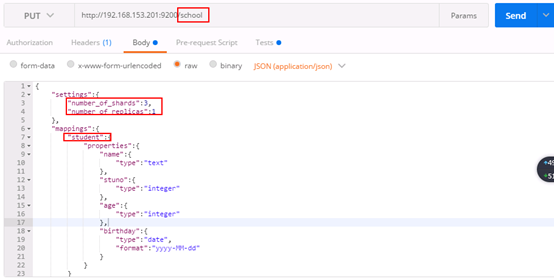 PUT http://192.168.153.201:9200/school Params Send
Authorization Headers (1) Body Pre-request Script Tests
form-data x-www-form-urlencoded raw binary JSON (application/json)
1 {
2 "settings":{
3 "number_of_shards":3,
4 "number_of_replicas":1
5 },
6 "mappings":{
7 "student":{
8 "properties":{
9 "name":{
10 "type":"text"
11 },
12 "stuno":{
13 "type":"integer"
14 },
15 "age":{
16 "type":"integer"
17 },
18 "birthday":{
19 "type":"date",
20 "format":"yyyy-MM-dd"
21 }
22 }
23 }